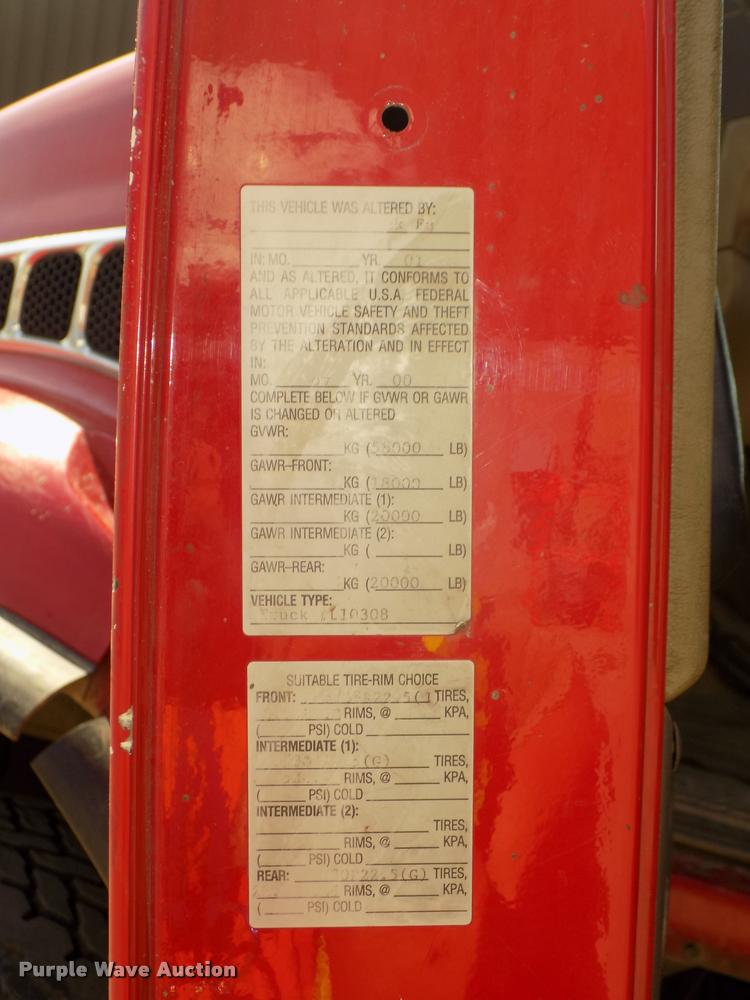 THIS VEHICLE WAS ALTERED BY:
IN: MO. YR. 01
AND AS ALTERED, IT CONFORMS TO
ALL APPLICABLE U.S.A. FEDERAL
MOTOR VEHICLE SAFETY AND THEFT
PREVENTION STANDARDS AFFECTED
BY THE ALTERATION AND IN EFFECT
IN:
MO. YR. 00
COMPLETE BELOW IF GVWR OR GAWR
IS CHANGED OR ALTERED
GVWR:
KG (58000 LB)
GAWR-FRONT:
KG (18000 LB)
GAWR INTERMEDIATE (1):
KG (20000 LB)
GAWR INTERMEDIATE (2):
KG ( LB)
GAWR-REAR:
KG (20000 LB)
VEHICLE TYPE:
Truck
SUITABLE TIRE-RIM CHOICE
FRONT: TIRES,
RIMS, @ KPA,
( PSI) COLD
INTERMEDIATE (1):
(G) TIRES,
RIMS, @ KPA,
( PSI) COLD
INTERMEDIATE (2):
TIRES,
RIMS, @ KPA,
( PSI) COLD
REAR: 22.5(G) TIRES,
RIMS, @ KPA,
( PSI) COLD
Purple Wave Auction